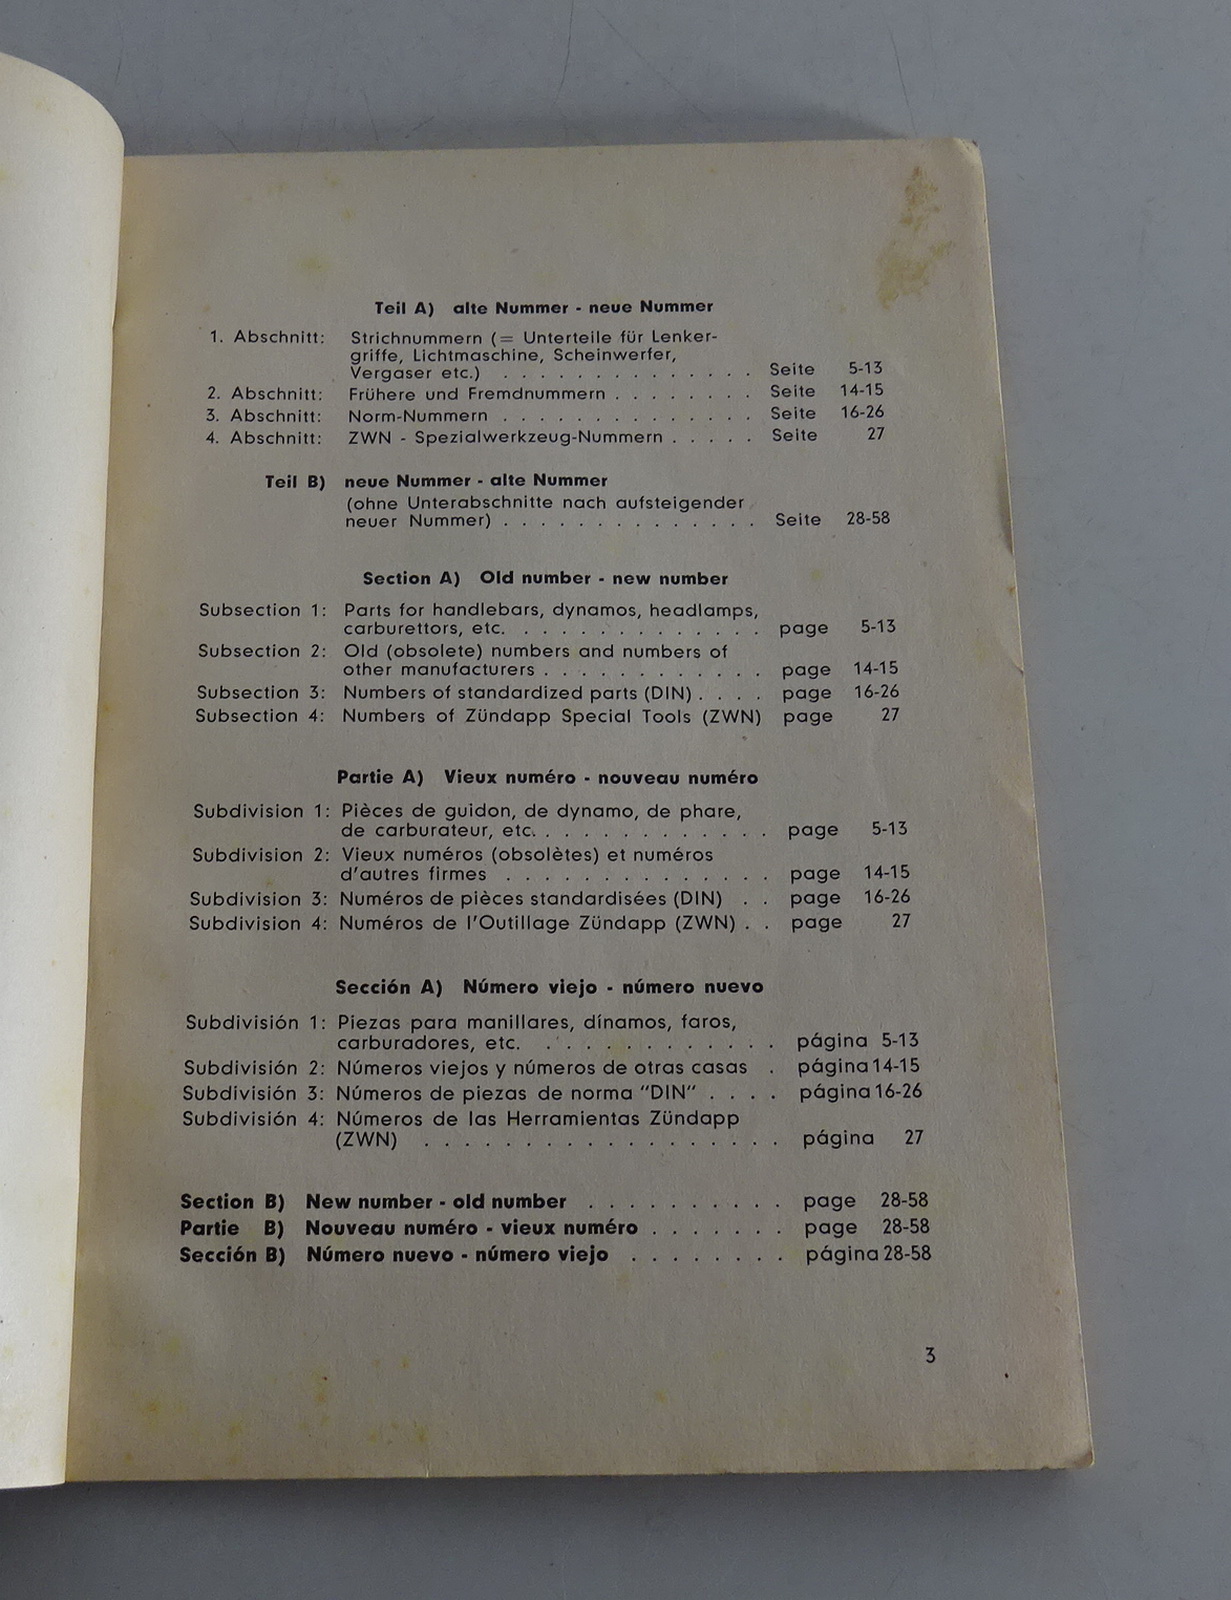 Teil A) alte Nummer - neue Nummer
1. Abschnitt: Strichnummern (= Unterteile für Lenker-
griffe, Lichtmaschine, Scheinwerfer,
Vergaser etc.) . . . . . . . . . . . . . . Seite 5-13
2. Abschnitt: Frühere und Fremdnummern . . . . . . . . Seite 14-15
3. Abschnitt: Norm-Nummern . . . . . . . . . . . . . . Seite 16-26
4. Abschnitt: ZWN - Spezialwerkzeug-Nummern . . . . . Seite 27
Teil B) neue Nummer - alte Nummer
(ohne Unterabschnitte nach aufsteigender
neuer Nummer) . . . . . . . . . . . . . . Seite 28-58
Section A) Old number - new number
Subsection 1: Parts for handlebars, dynamos, headlamps,
carburettors, etc. . . . . . . . . . . . . . page 5-13
Subsection 2: Old (obsolete) numbers and numbers of
other manufacturers . . . . . . . . . . . . page 14-15
Subsection 3: Numbers of standardized parts (DIN) . . . . page 16-26
Subsection 4: Numbers of Zündapp Special Tools (ZWN) page 27
Partie A) Vieux numéro - nouveau numéro
Subdivision 1: Pièces de guidon, de dynamo, de phare,
de carburateur, etc. . . . . . . . . . . . . page 5-13
Subdivision 2: Vieux numéros (obsolètes) et numéros
d'autres firmes . . . . . . . . . . . . . . page 14-15
Subdivision 3: Numéros de pièces standardisées (DIN) . . page 16-26
Subdivision 4: Numéros de l'Outillage Zündapp (ZWN) . . page 27
Sección A) Número viejo - número nuevo
Subdivisión 1: Piezas para manillares, dínamos, faros,
carburadores, etc. . . . . . . . . . . . . página 5-13
Subdivisión 2: Números viejos y números de otras casas . página 14-15
Subdivisión 3: Números de piezas de norma "DIN" . . . . página 16-26
Subdivisión 4: Números de las Herramientas Zündapp
(ZWN) . . . . . . . . . . . . . . . . . . página 27
Section B) New number - old number . . . . . . . . . . page 28-58
Partie B) Nouveau numéro - vieux numéro . . . . . . . page 28-58
Sección B) Número nuevo - número viejo . . . . . . . . página 28-58
3